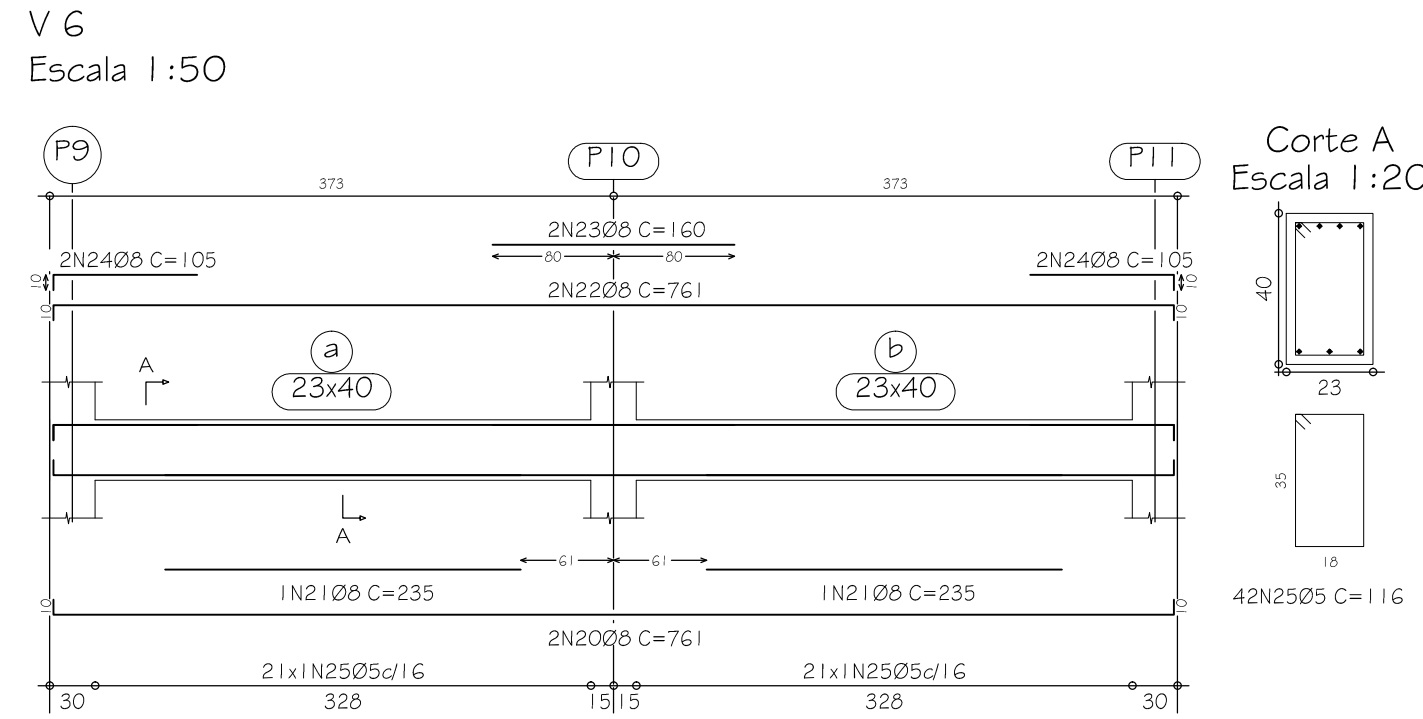 V 6
Escala 1:50
P9
P10
P11
Corte A
Escala 1:20
373
373
2N23Ø8 C=160
80
80
2N24Ø8 C=105
2N24Ø8 C=105
10
10
2N22Ø8 C=761
10
10
40
a
b
A
23x40
23x40
23
35
A
61
61
18
1N21Ø8 C=235
1N21Ø8 C=235
42N25Ø5 C=116
10
10
2N20Ø8 C=761
21x1N25Ø5c/16
21x1N25Ø5c/16
30
328
15
15
328
30